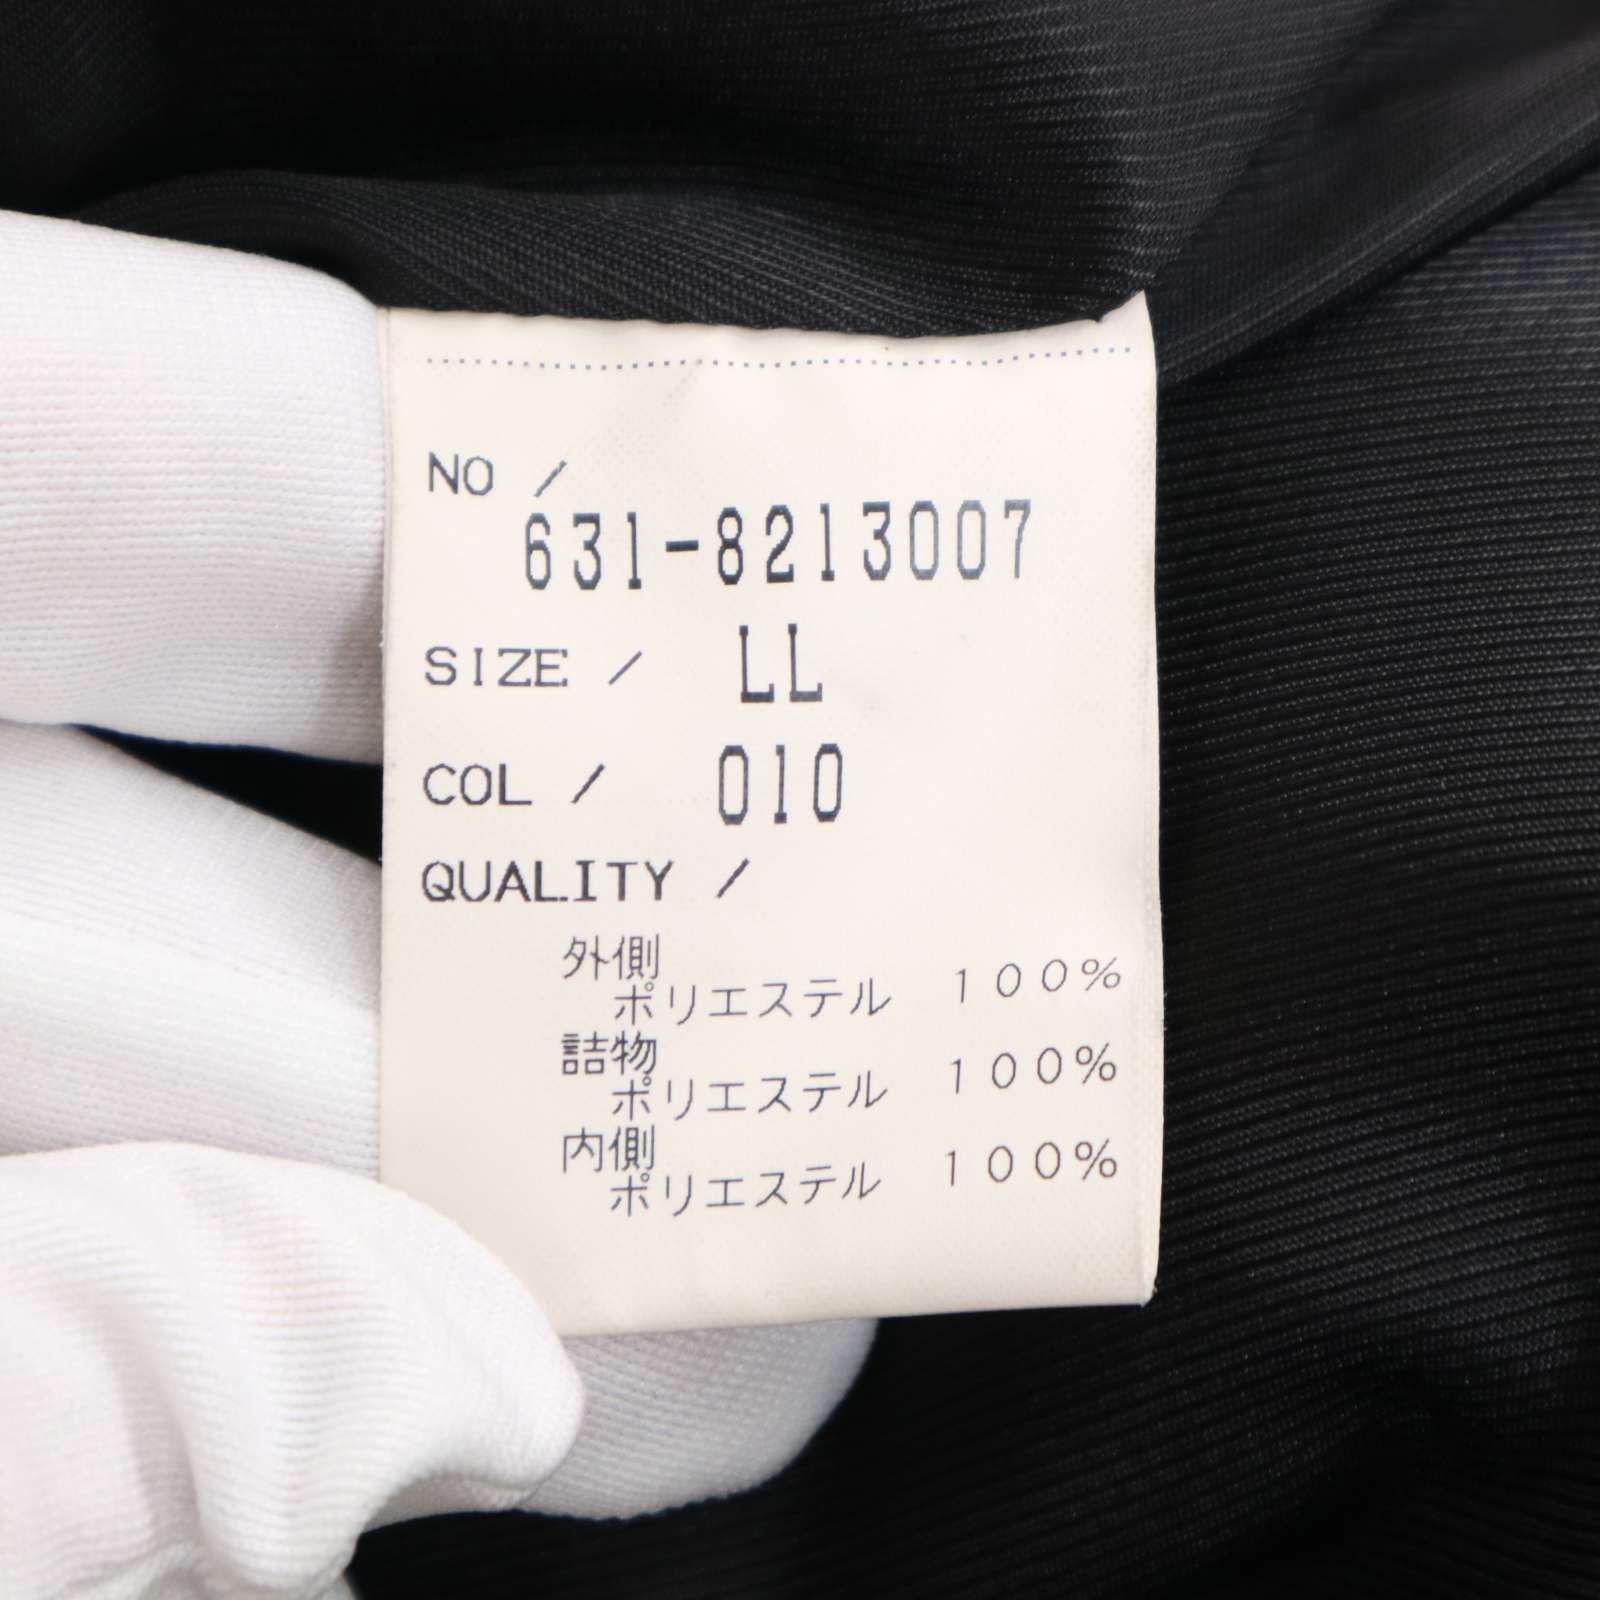 NO /
631-8213007
SIZE / LL
COL / 010
QUALITY /
外側
ポリエステル 100%
詰物
ポリエステル 100%
内側
ポリエステル 100%